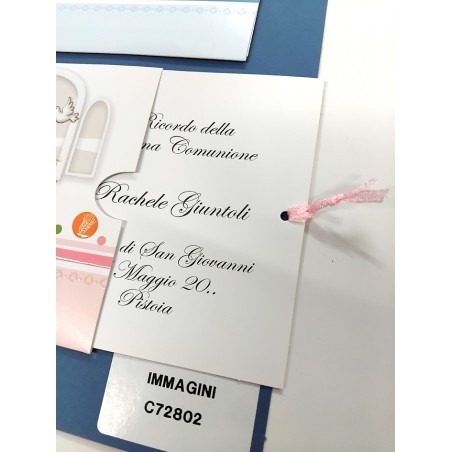 Ricordo della
ma Comunione
Rachele Giuntoli
di San Giovanni
Maggio 20..
Pistoia
IMMAGINI
C72802